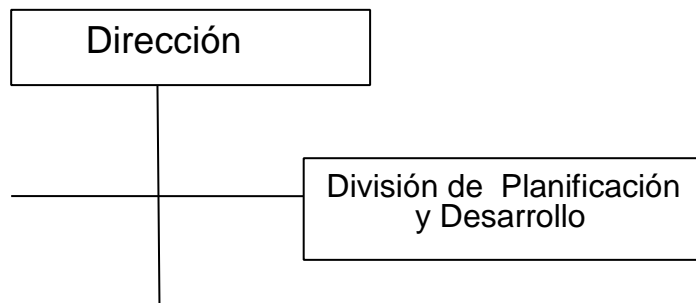 Dirección
División de Planificación
y Desarrollo